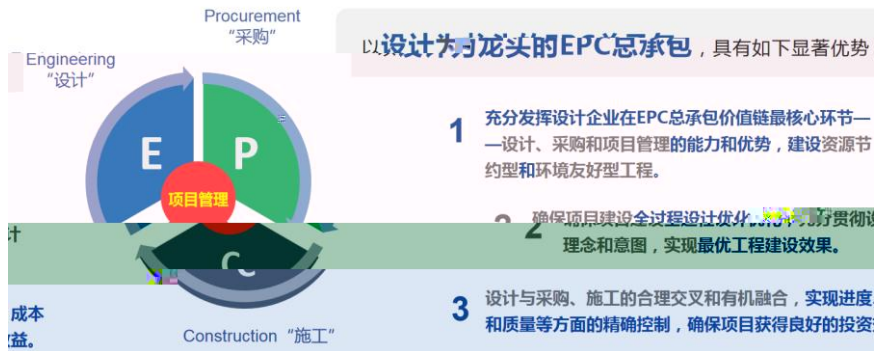 Procurement
“采购”
Engineering
“设计”
E
P
项目管理
C
Construction “施工”
以设计为龙头的EPC总承包，具有如下显著优势
1
充分发挥设计企业在EPC总承包价值链最核心环节—
—设计、采购和项目管理的能力和优势，建设资源节
约型和环境友好型工程。
2
确保项目建设全过程设计优化
贯彻设
理念和意图，实现最优工程建设效果。
计
3
设计与采购、施工的合理交叉和有机融合，实现进度
和质量等方面的精确控制，确保项目获得良好的投资
成本
益。